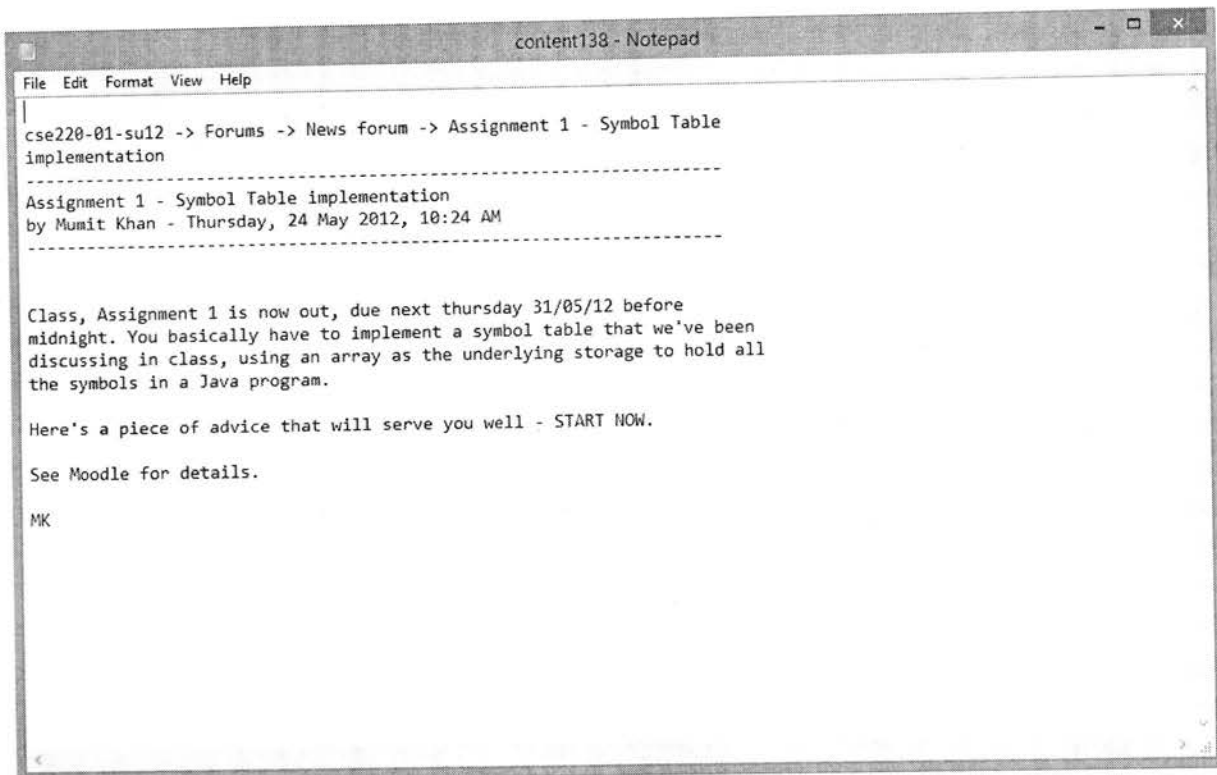 content138 - Notepad
File Edit Format View Help
cse220-01-su12 -> Forums -> News forum -> Assignment 1 - Symbol Table
implementation
---------------------------------------------------------------------
Assignment 1 - Symbol Table implementation
by Mumit Khan - Thursday, 24 May 2012, 10:24 AM
---------------------------------------------------------------------
Class, Assignment 1 is now out, due next thursday 31/05/12 before
midnight. You basically have to implement a symbol table that we've been
discussing in class, using an array as the underlying storage to hold all
the symbols in a Java program.
Here's a piece of advice that will serve you well - START NOW.
See Moodle for details.
MK